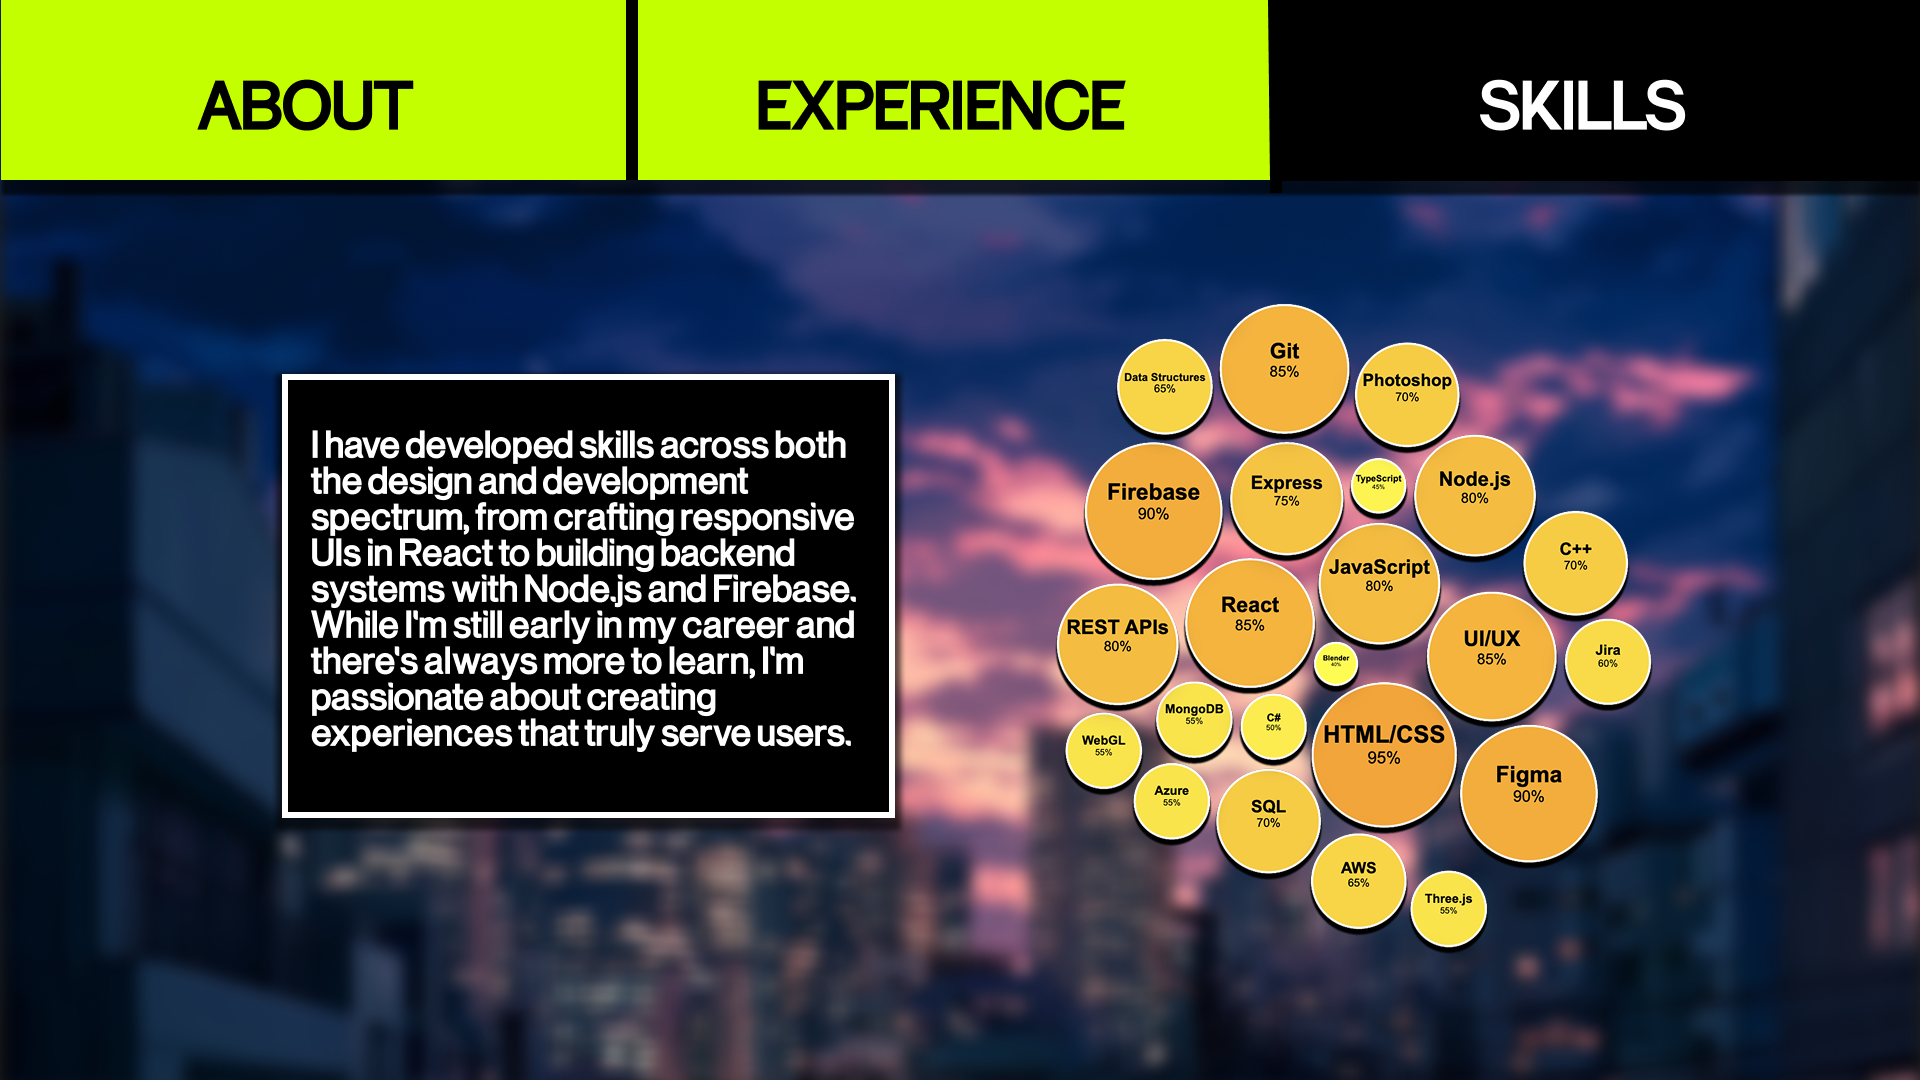 ABOUT
EXPERIENCE
SKILLS
I have developed skills across both
the design and development
spectrum, from crafting responsive
UIs in React to building backend
systems with Node.js and Firebase.
While I'm still early in my career and
there's always more to learn, I'm
passionate about creating
experiences that truly serve users.
Git
85%
Data Structures
65%
Photoshop
70%
Firebase
90%
Express
75%
TypeScript
45%
Node.js
80%
C++
70%
JavaScript
80%
React
85%
REST APIs
80%
UI/UX
85%
Jira
60%
Blender
40%
MongoDB
55%
C#
50%
WebGL
55%
HTML/CSS
95%
Figma
90%
Azure
55%
SQL
70%
AWS
65%
Three.js
55%